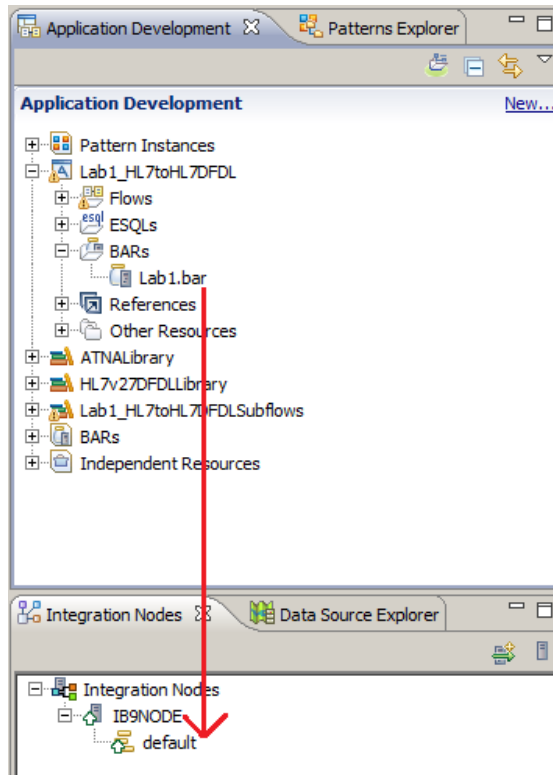 Application Development Patterns Explorer
Application Development New...
Pattern Instances
Lab1_HL7toHL7DFDL
Flows
esql ESQLs
BARs
Lab1.bar
References
Other Resources
ATNALibrary
HL7v27DFDLLibrary
Lab1_HL7toHL7DFDLSubflows
BARs
Independent Resources
Integration Nodes Data Source Explorer
Integration Nodes
IB9NODE
default